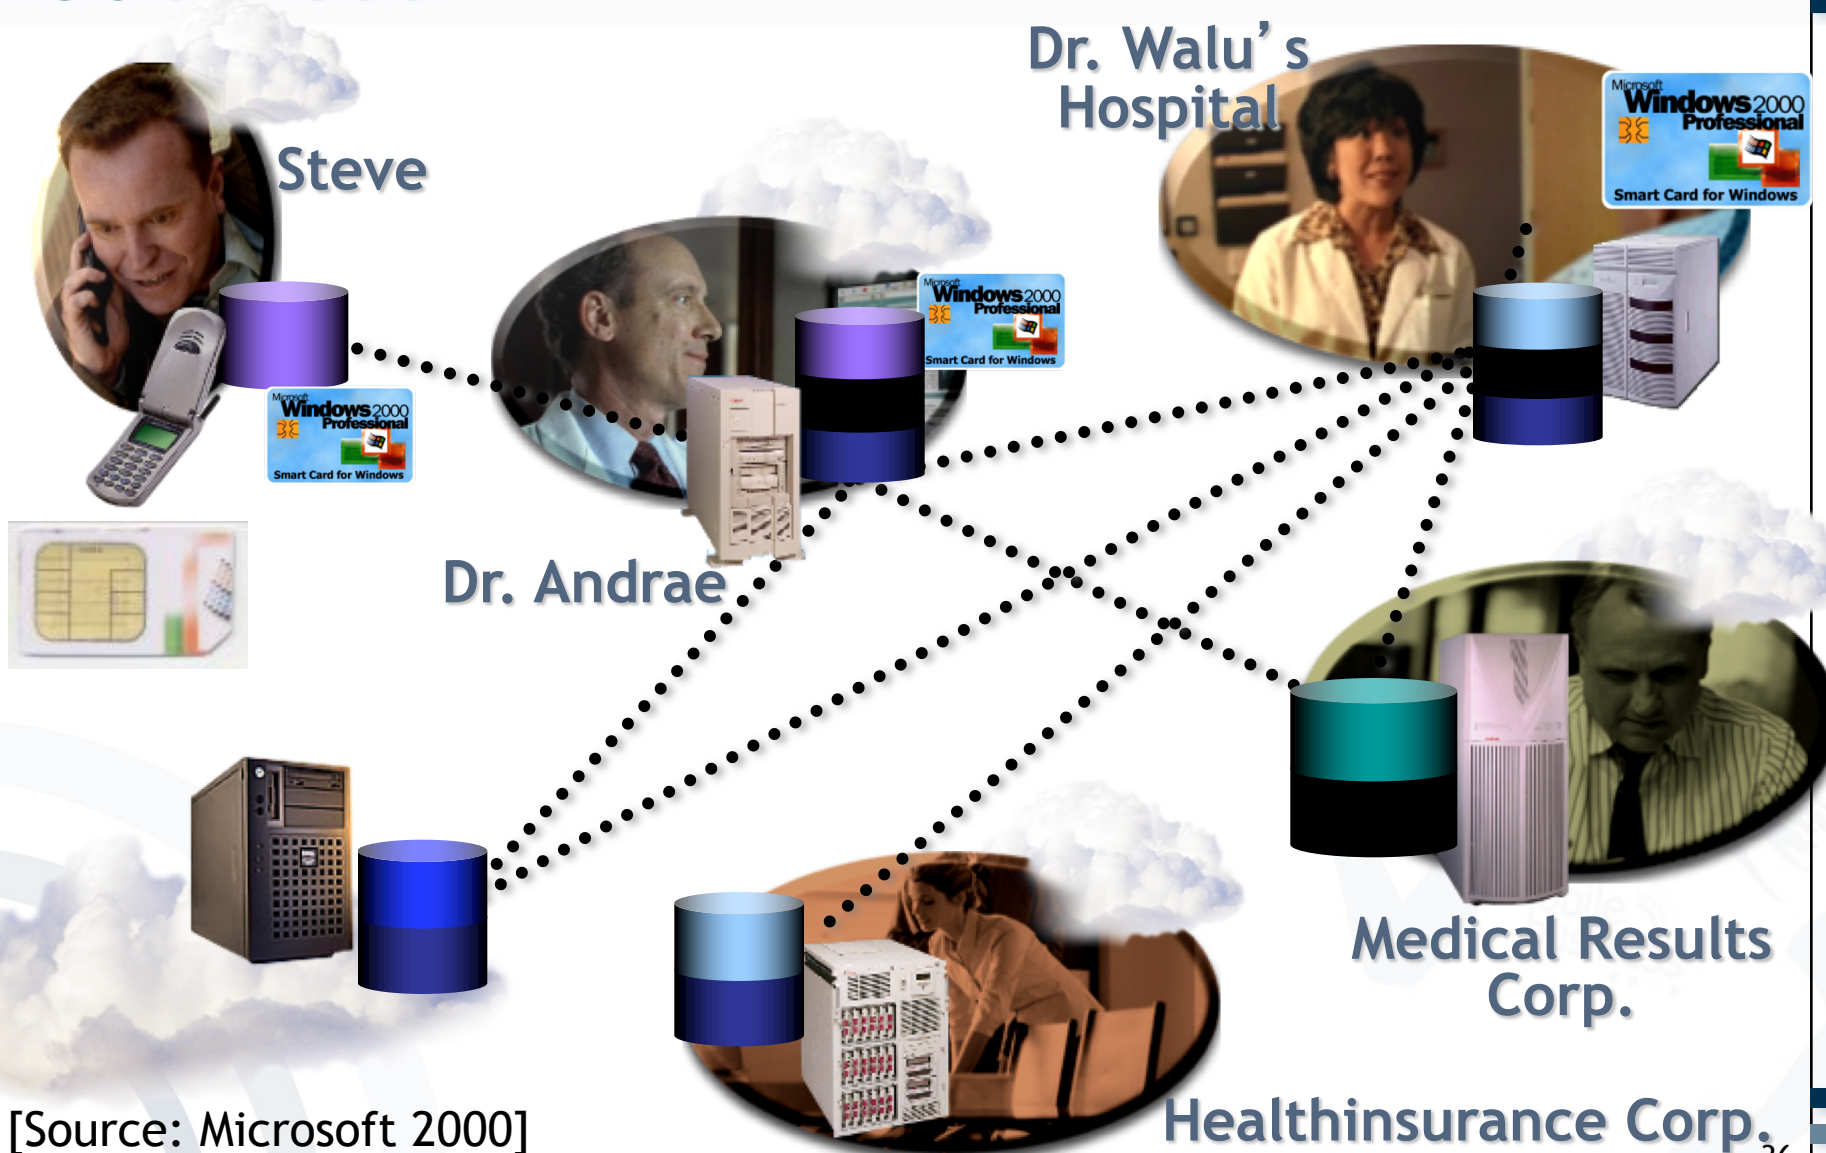 Dr. Walu's
Hospital
Microsoft
Windows 2000
Professional
Smart Card for Windows
Steve
Microsoft
Windows 2000
Professional
Smart Card for Windows
Microsoft
Windows 2000
Professional
Smart Card for Windows
Dr. Andrae
Medical Results
Corp.
Healthinsurance Corp.
[Source: Microsoft 2000]